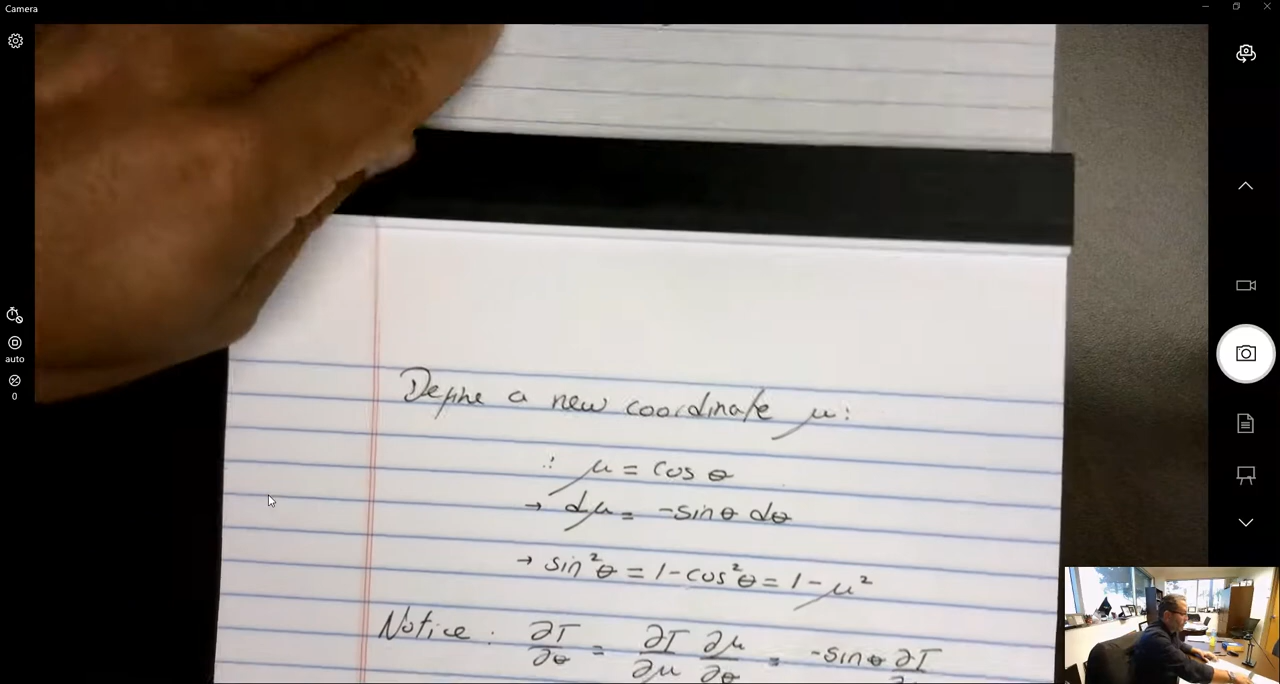 Camera
auto
0
Define a new coordinate μ:
∴ μ = cos θ
→ dμ = -sin θ dθ
→ sin²θ = 1 - cos²θ = 1 - μ²
Notice: ∂T/∂θ = ∂T/∂μ ∂μ/∂θ = -sin θ ∂T/